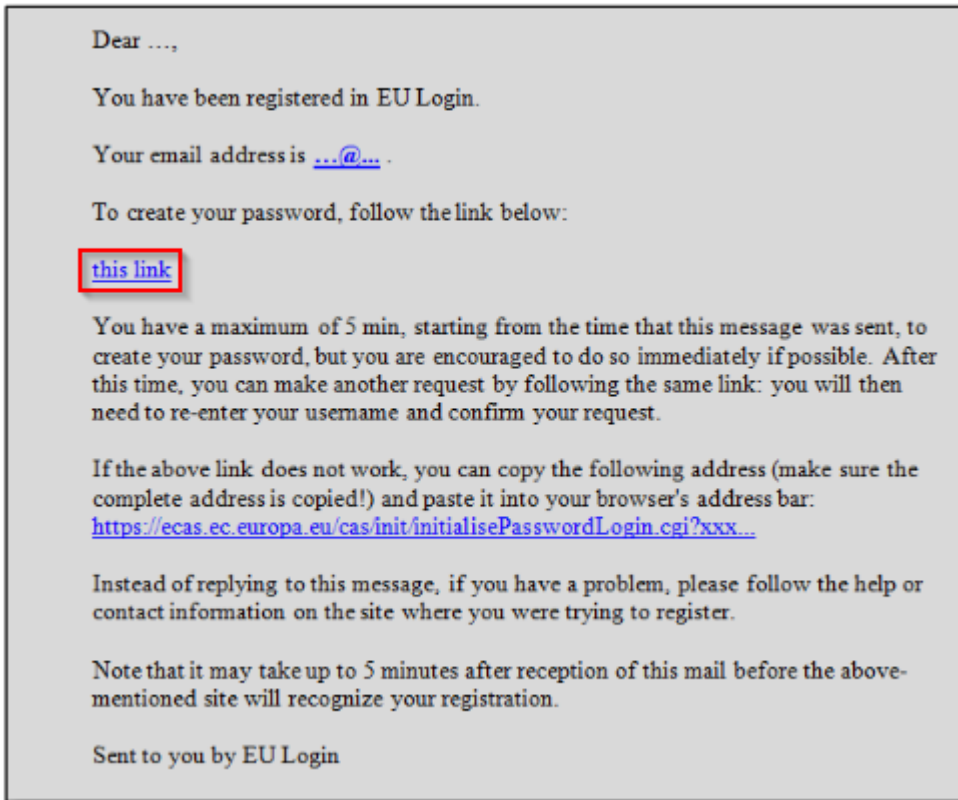 Dear …,
You have been registered in EU Login.
Your email address is …@... .
To create your password, follow the link below:
this link
You have a maximum of 5 min, starting from the time that this message was sent, to
create your password, but you are encouraged to do so immediately if possible. After
this time, you can make another request by following the same link: you will then
need to re-enter your username and confirm your request.
If the above link does not work, you can copy the following address (make sure the
complete address is copied!) and paste it into your browser's address bar:
https://ecas.ec.europa.eu/cas/init/initialisePasswordLogin.cgi?xxx...
Instead of replying to this message, if you have a problem, please follow the help or
contact information on the site where you were trying to register.
Note that it may take up to 5 minutes after reception of this mail before the above-
mentioned site will recognize your registration.
Sent to you by EU Login